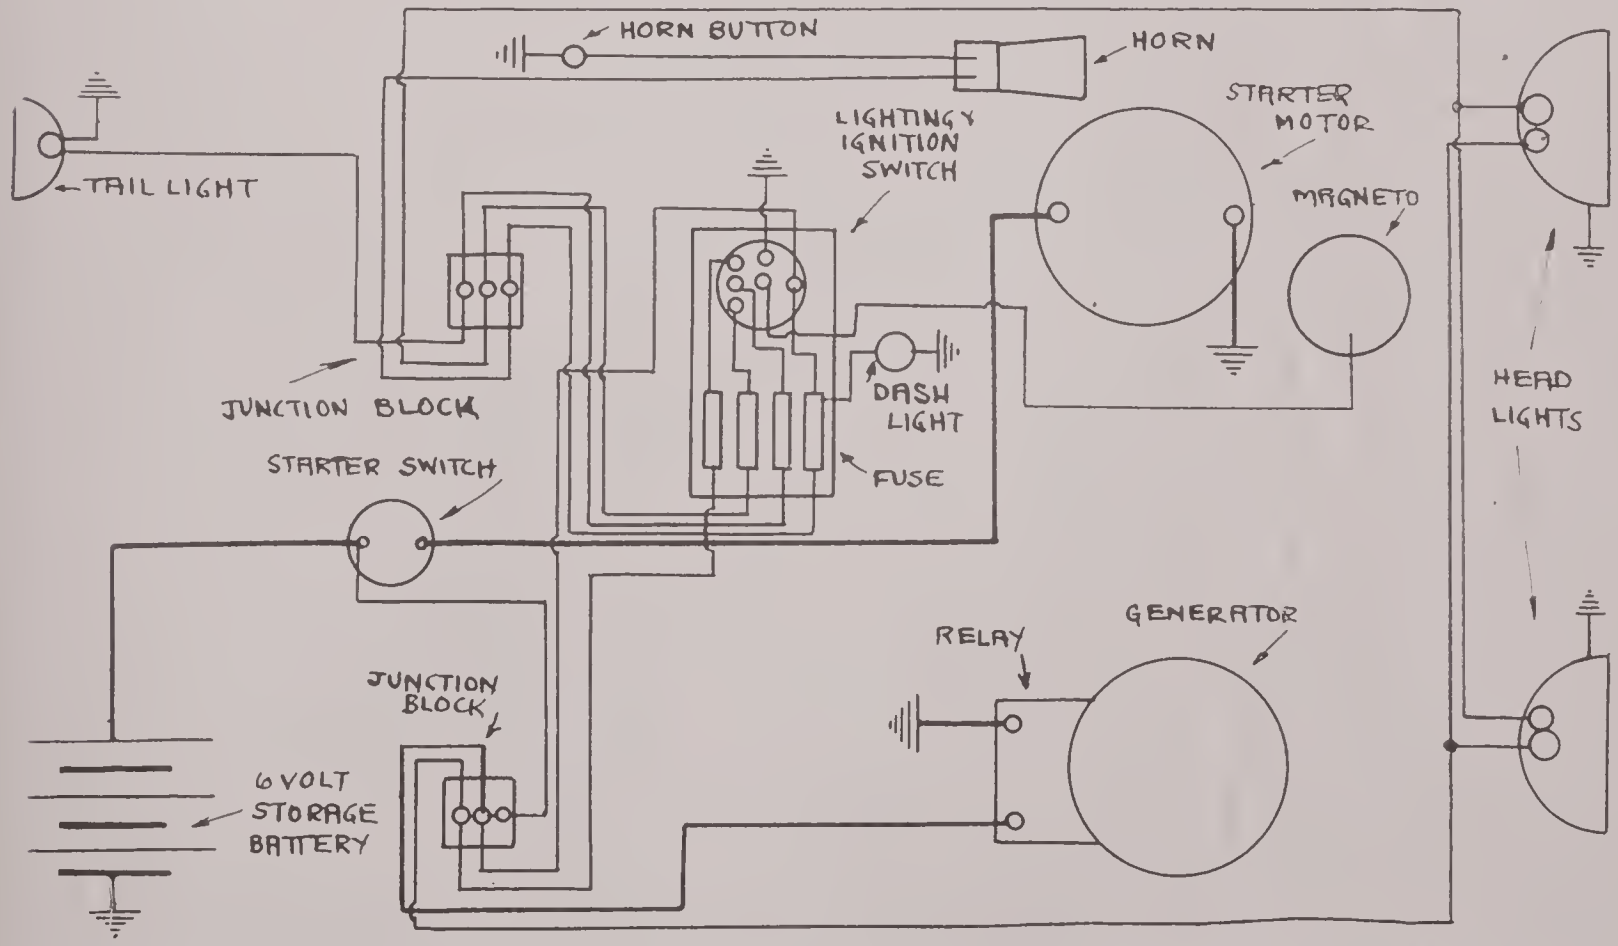 HORN BUTTON
HORN
STARTER
MOTOR
LIGHTING &
IGNITION
SWITCH
TAIL LIGHT
MAGNETO
DASH
LIGHT
HEAD
LIGHTS
JUNCTION BLOCK
STARTER SWITCH
FUSE
GENERATOR
RELAY
JUNCTION
BLOCK
6 VOLT
STORAGE
BATTERY